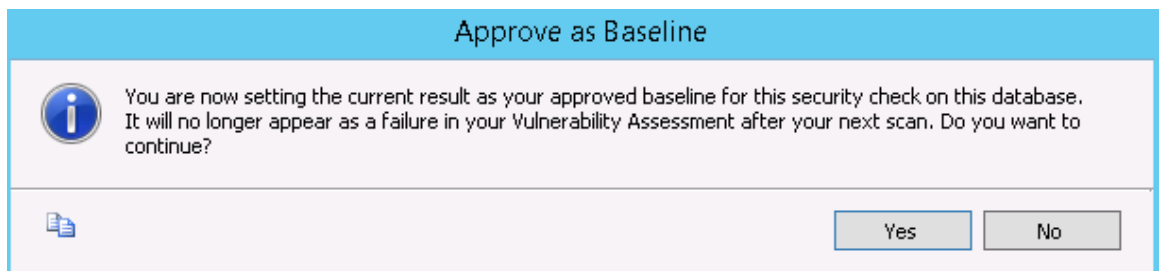 Approve as Baseline
You are now setting the current result as your approved baseline for this security check on this database.
It will no longer appear as a failure in your Vulnerability Assessment after your next scan. Do you want to
continue?
Yes No